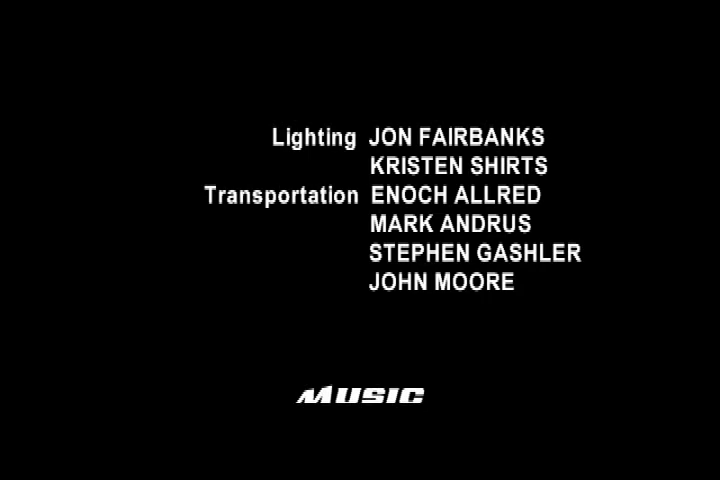 Lighting JON FAIRBANKS
KRISTEN SHIRTS
Transportation ENOCH ALLRED
MARK ANDRUS
STEPHEN GASHLER
JOHN MOORE
MUSIC